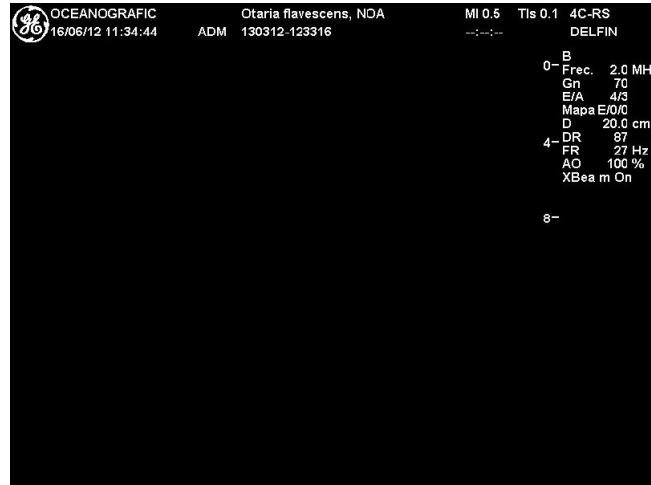 OCEANOGRAFIC Otaria flavescens, NOA MI 0.5 TIs 0.1 4C-RS
16/06/12 11:34:44 ADM 130312-123316 --:--:-- DELFIN
B
0- Frec. 2.0 MH
Gn 70
E/A 4/3
Mapa E/0/0
D 20.0 cm
4- DR 87
FR 27 Hz
AO 100 %
XBea m On
8-